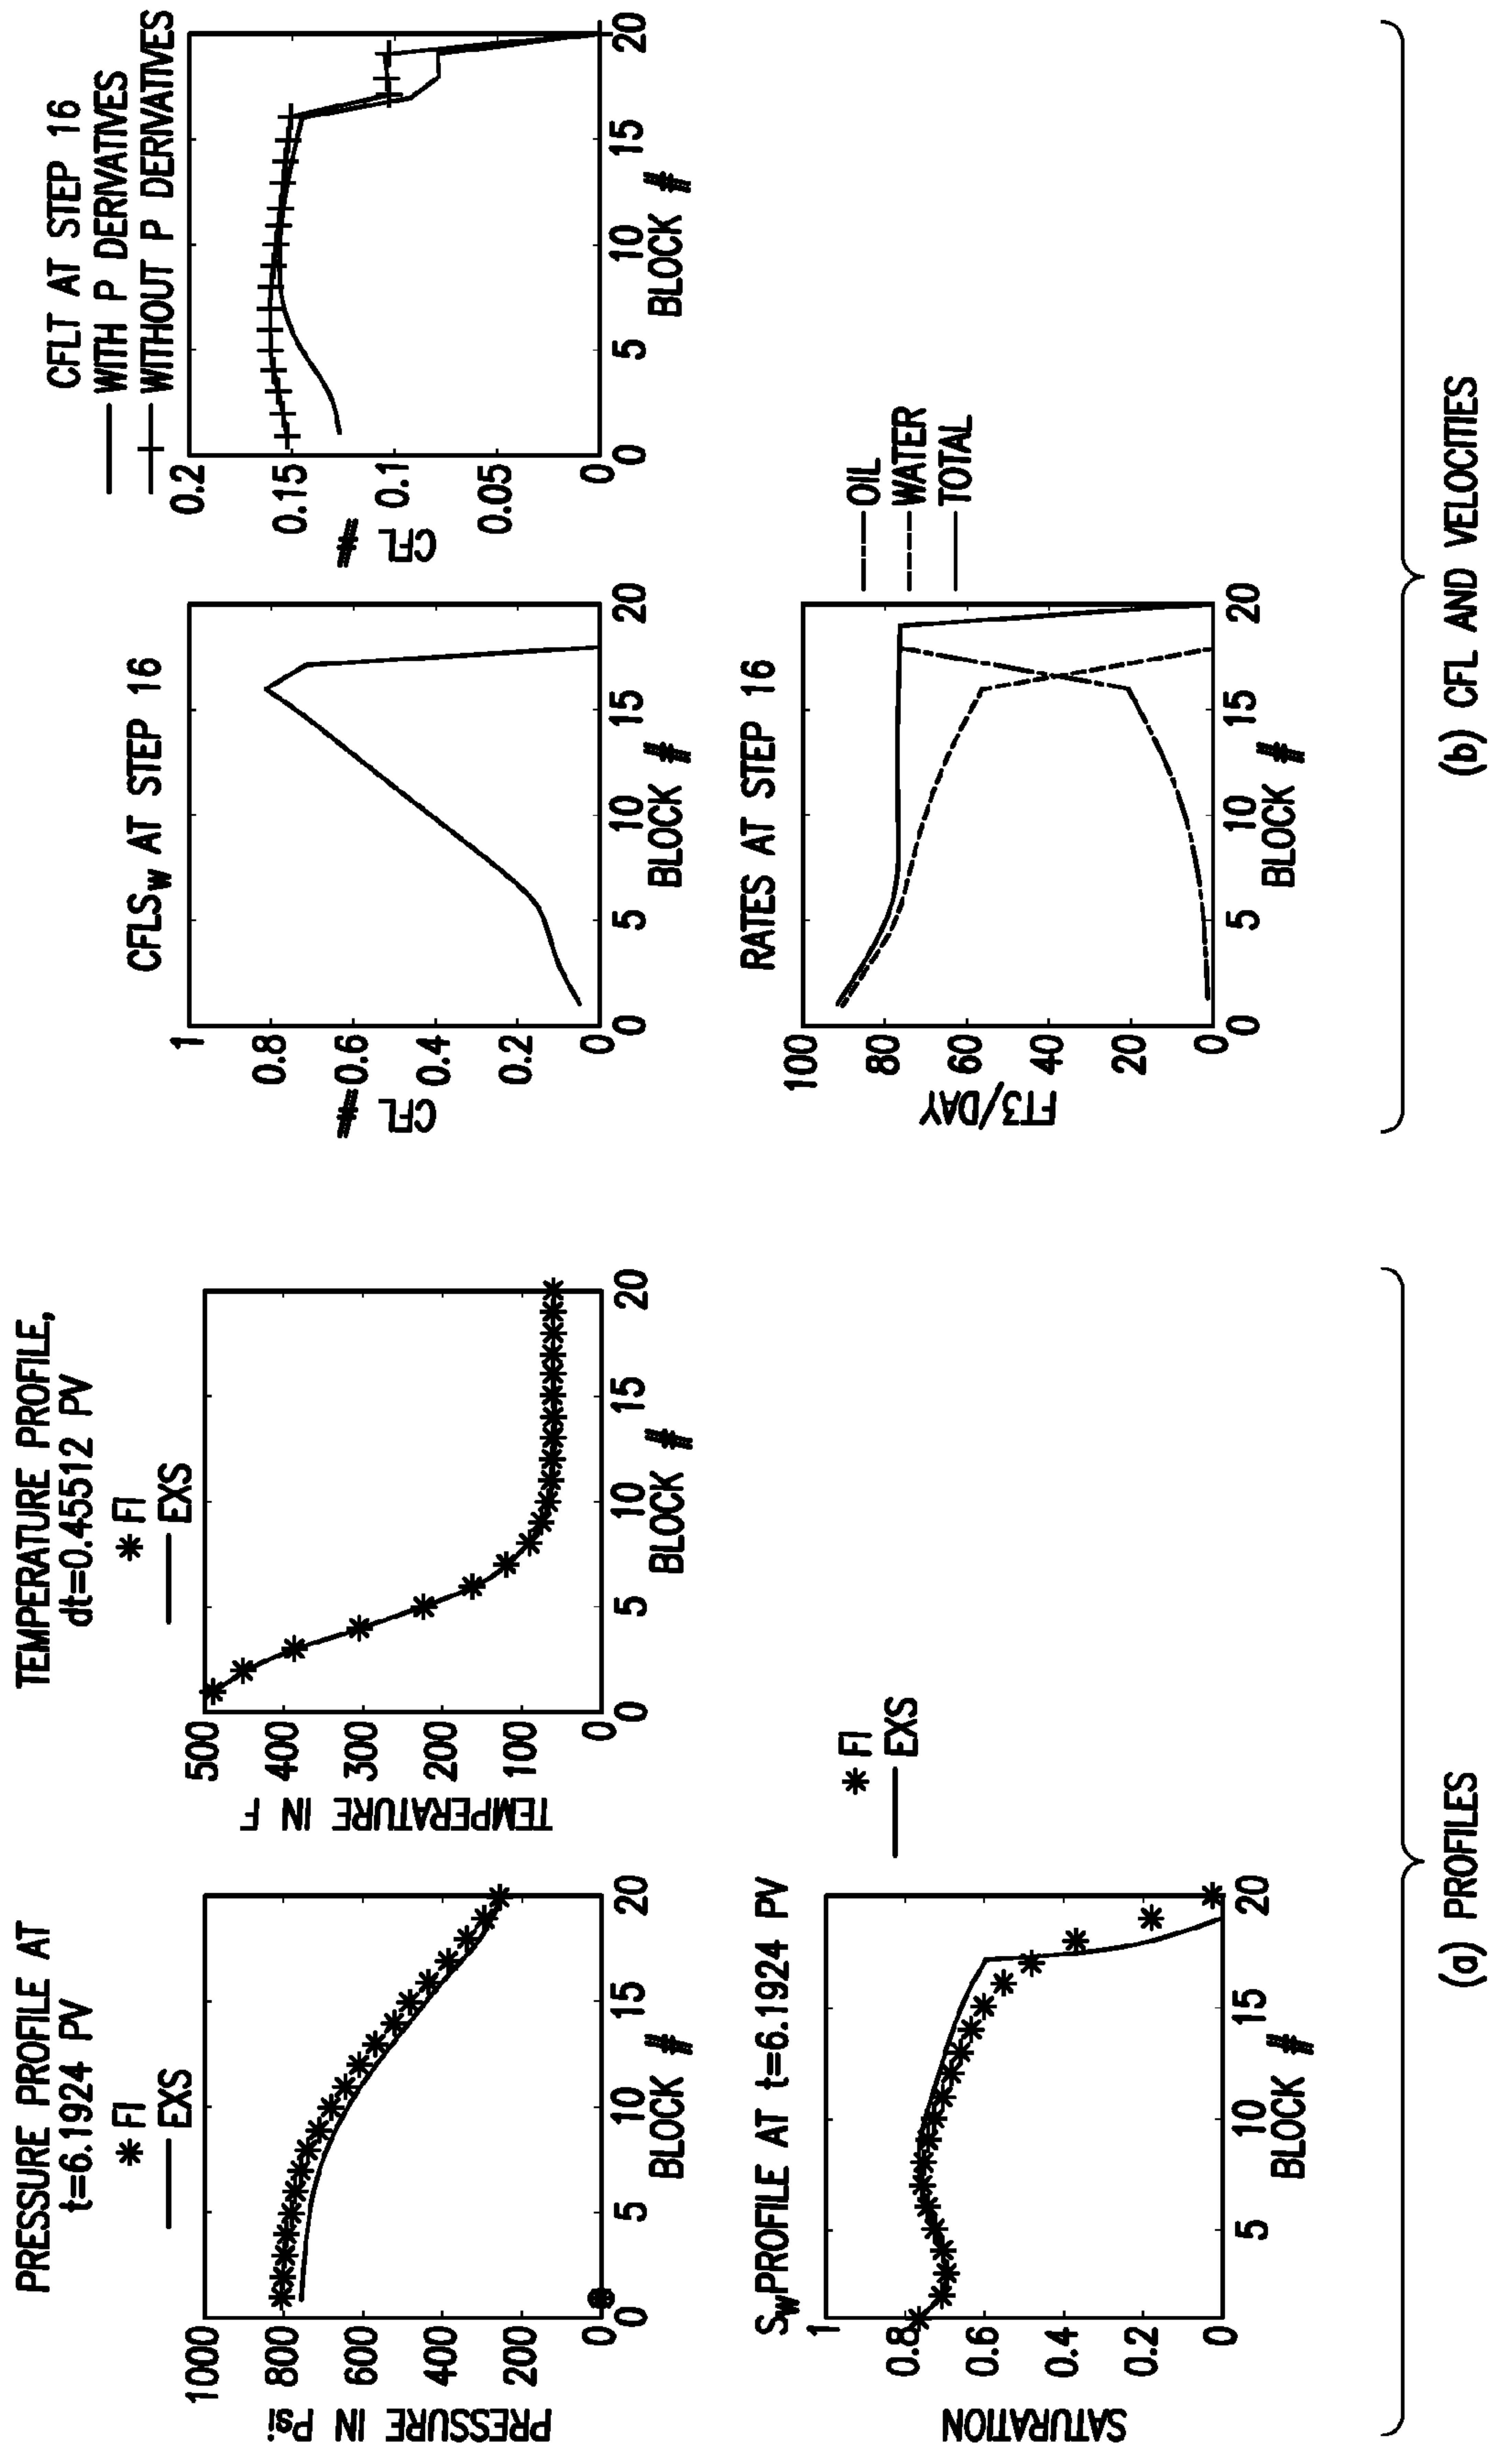 PRESSURE PROFILE AT
t=6.1924 PV
* FI
— EXS
1000
800
600
400
200
0
PRESSURE IN Psi
0
5
10
15
20
BLOCK #
TEMPERATURE PROFILE,
dt=0.45512 PV
* FI
— EXS
500
400
300
200
100
0
TEMPERATURE IN F
0
5
10
15
20
BLOCK #
SW PROFILE AT t=6.1924 PV
* FI
— EXS
1
0.8
0.6
0.4
0.2
0
SATURATION
5
10
15
20
BLOCK #
(a) PROFILES
CFLSW AT STEP 16
1
0.8
0.6
0.4
0.2
0
CFL #
0
5
10
15
20
BLOCK #
CFLT AT STEP 16
— WITH P DERIVATIVES
—+— WITHOUT P DERIVATIVES
0.2
0.15
0.1
0.05
0
CFL #
0
5
10
15
20
BLOCK #
RATES AT STEP 16
OIL
WATER
TOTAL
100
80
60
40
20
0
FT3/DAY
0
5
10
15
20
BLOCK #
(b) CFL AND VELOCITIES